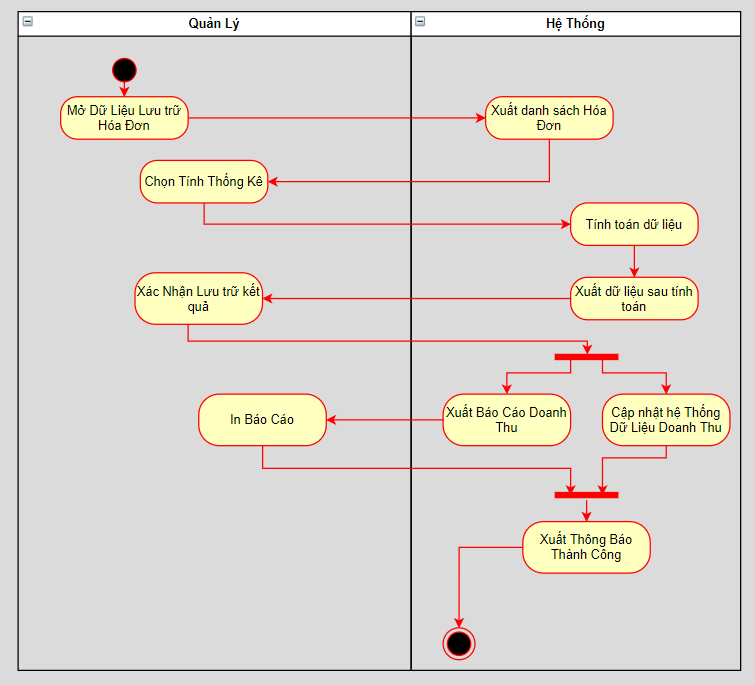 Quản Lý
Hệ Thống
Mở Dữ Liệu Lưu trữ
Hóa Đơn
Xuất danh sách Hóa
Đơn
Chọn Tính Thống Kê
Tính toán dữ liệu
Xác Nhận Lưu trữ kết
quả
Xuất dữ liệu sau tính
toán
In Báo Cáo
Xuất Báo Cáo Doanh
Thu
Cập nhật hệ Thống
Dữ Liệu Doanh Thu
Xuất Thông Báo
Thành Công